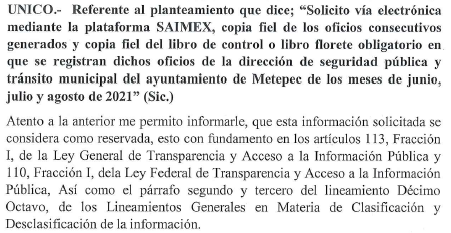 UNICO.- Referente al planteamiento que dice; “Solicito vía electrónica
mediante la plataforma SAIMEX, copia fiel de los oficios consecutivos
generados y copia fiel del libro de control o libro florete obligatorio en
que se registran dichos oficios de la dirección de seguridad pública y
tránsito municipal del ayuntamiento de Metepec de los meses de junio,
julio y agosto de 2021” (Sic.)
Atento a la anterior me permito informarle, que esta información solicitada se
considera como reservada, esto con fundamento en los artículos 113, Fracción
I, de la Ley General de Transparencia y Acceso a la Información Pública y
110, Fracción I, dela Ley Federal de Transparencia y Acceso a la Información
Pública, Así como el párrafo segundo y tercero del lineamiento Décimo
Octavo, de los Lineamientos Generales en Materia de Clasificación y
Desclasificación de la información.